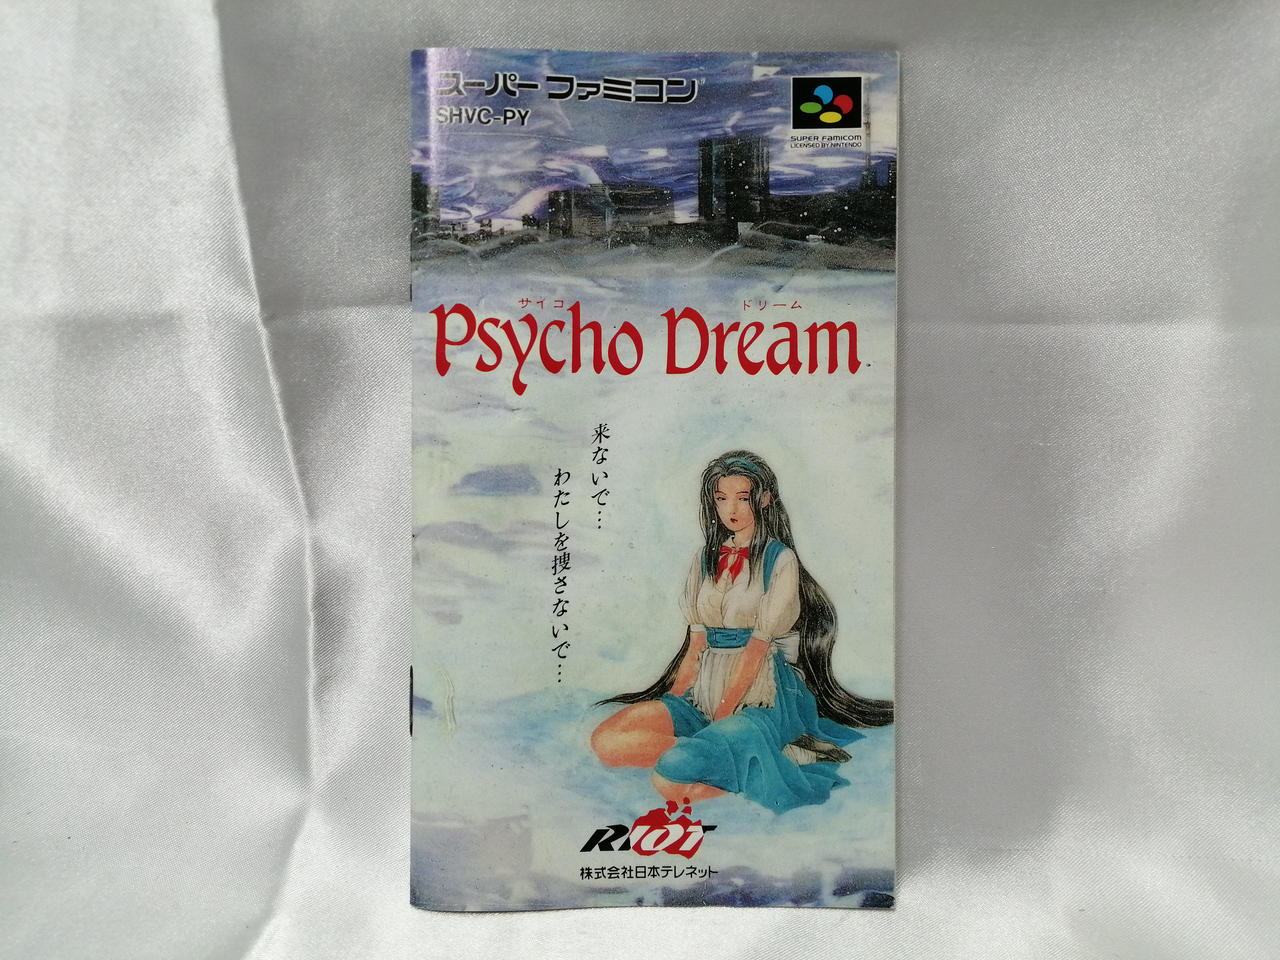 スーパーファミコン
SHVC-PY
SUPER FAMICOM
LICENSED BY NINTENDO
サイコ ドリーム
Psycho Dream
来ないで…
わたしを捜さないで…
RIOT
株式会社日本テレネット